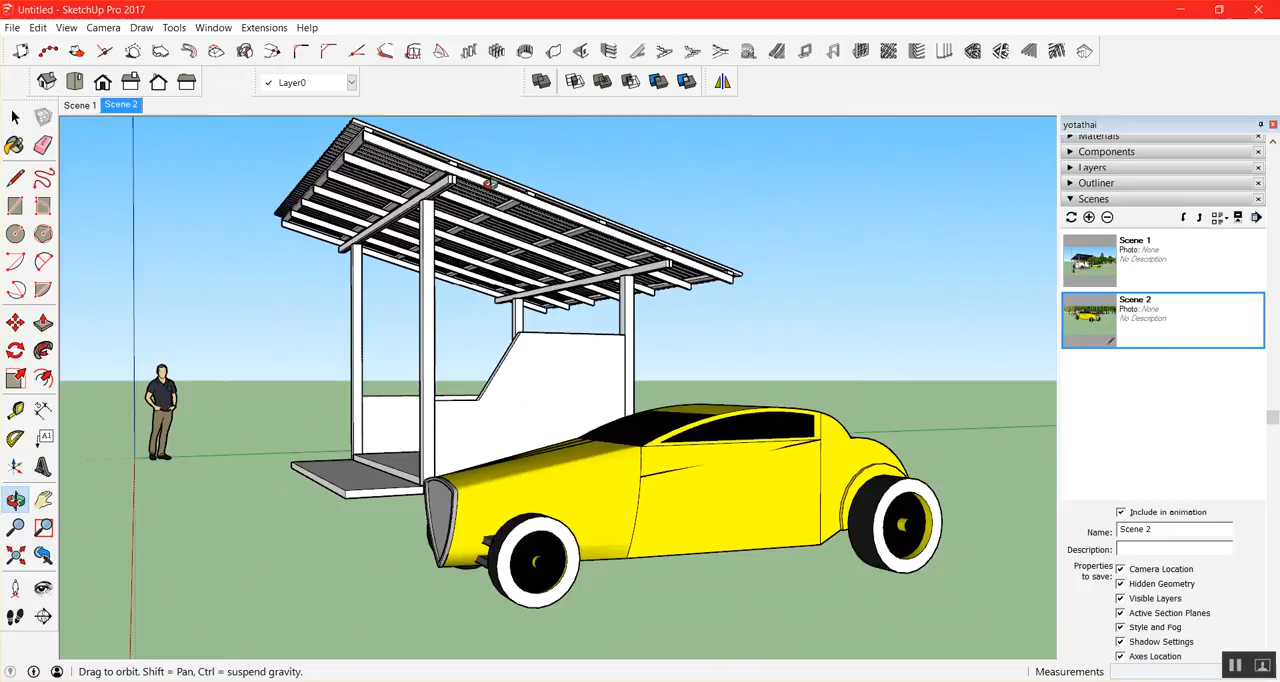 Untitled - SketchUp Pro 2017
File Edit View Camera Draw Tools Window Extensions Help
Layer0
Scene 1 Scene 2
yotathai
Materials
Components
Layers
Outliner
Scenes
Scene 1
Photo: None
No Description
Scene 2
Photo: None
No Description
A1
Include in animation
Name: Scene 2
Description:
Properties to save:
Camera Location
Hidden Geometry
Visible Layers
Active Section Planes
Style and Fog
Shadow Settings
Axes Location
Drag to orbit. Shift = Pan, Ctrl = suspend gravity.
Measurements